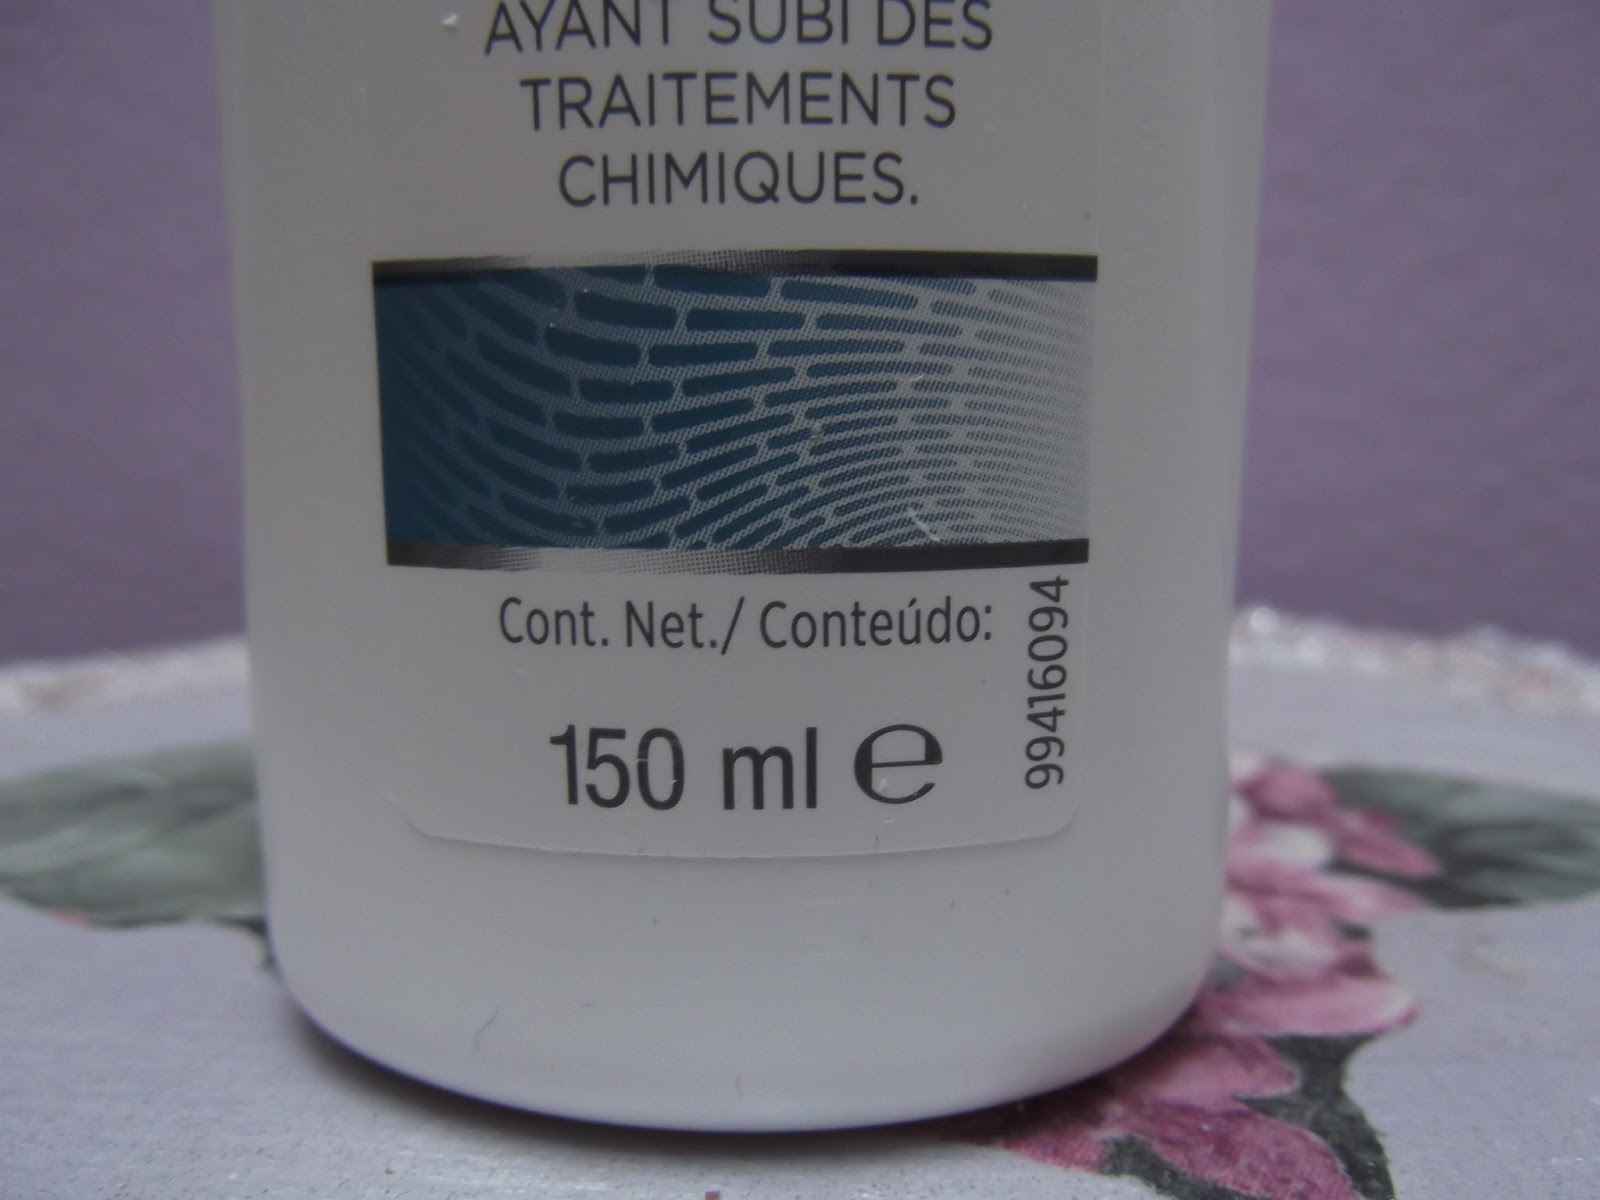 AYANT SUBI DES
TRAITEMENTS
CHIMIQUES.
Cont. Net./ Conteúdo:
150 ml ℮
99416094